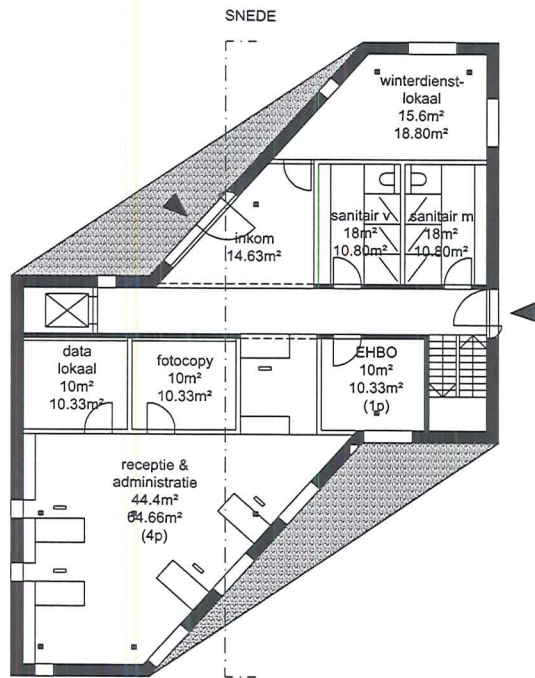 SNEDE
winterdienst-
lokaal
15.6m²
18.80m²
sanitair v
18m²
10.80m²
sanitair m
18m²
10.80m²
inkom
14.63m²
data
lokaal
10m²
10.33m²
fotocopy
10m²
10.33m²
EHBO
10m²
10.33m²
(1p)
receptie &
administratie
44.4m²
64.66m²
(4p)